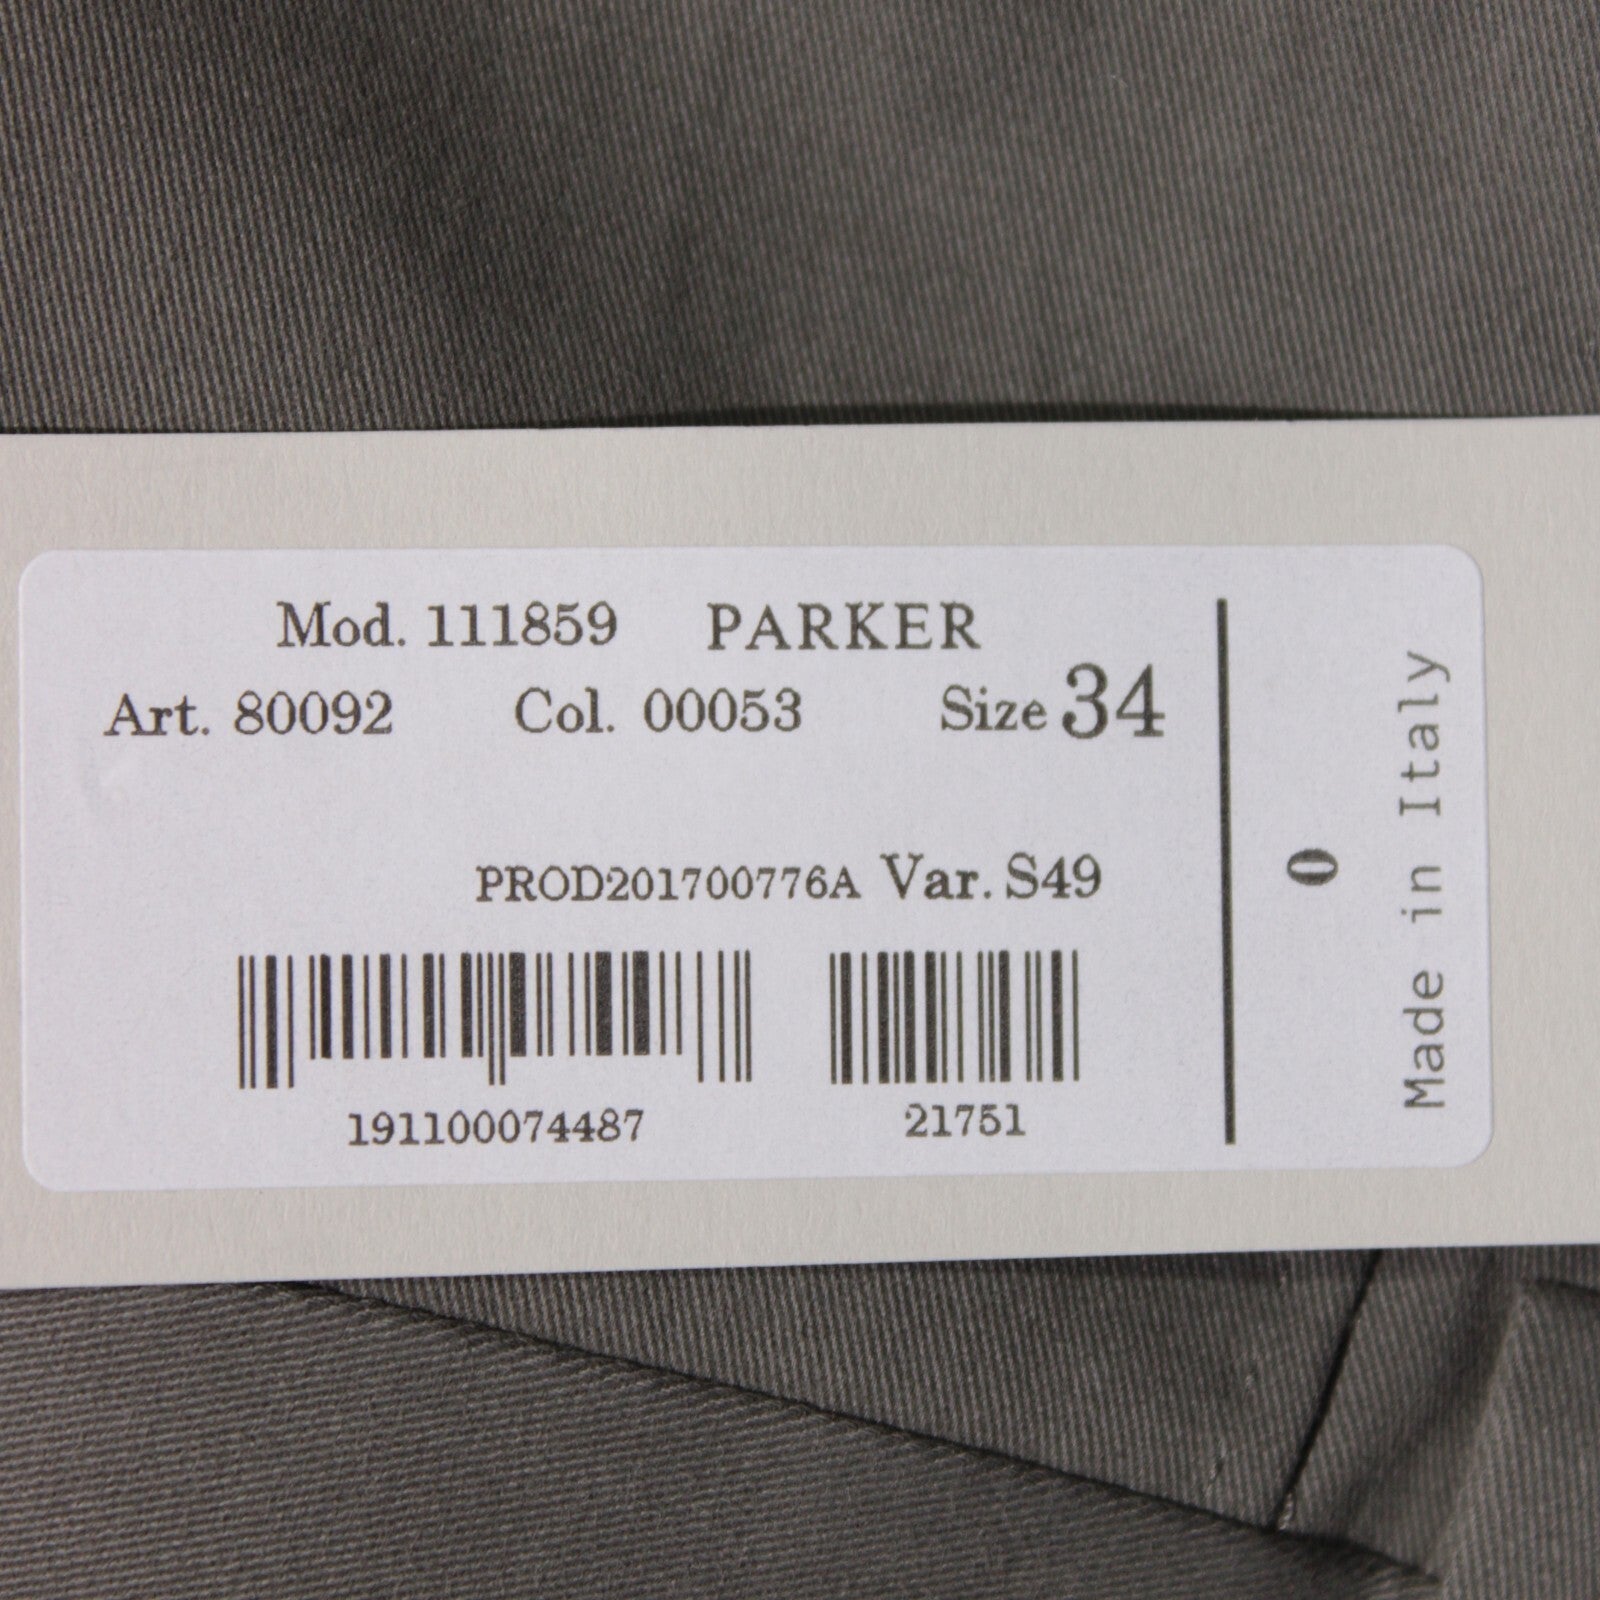 Mod. 111859 PARKER
Art. 80092 Col. 00053 Size 34
PROD201700776A Var. S49
191100074487 21751
0
Made in Italy